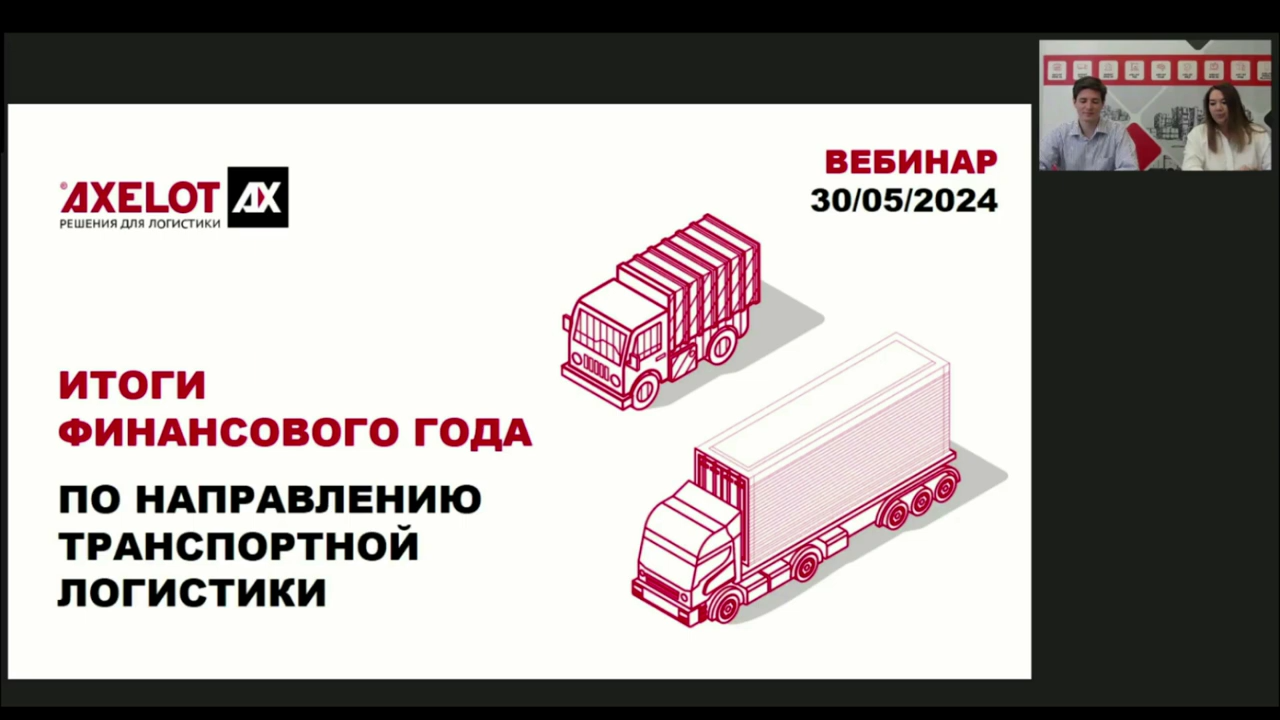 ©AXELOT AX
РЕШЕНИЯ ДЛЯ ЛОГИСТИКИ
ВЕБИНАР
30/05/2024
ИТОГИ
ФИНАНСОВОГО ГОДА
ПО НАПРАВЛЕНИЮ
ТРАНСПОРТНОЙ
ЛОГИСТИКИ